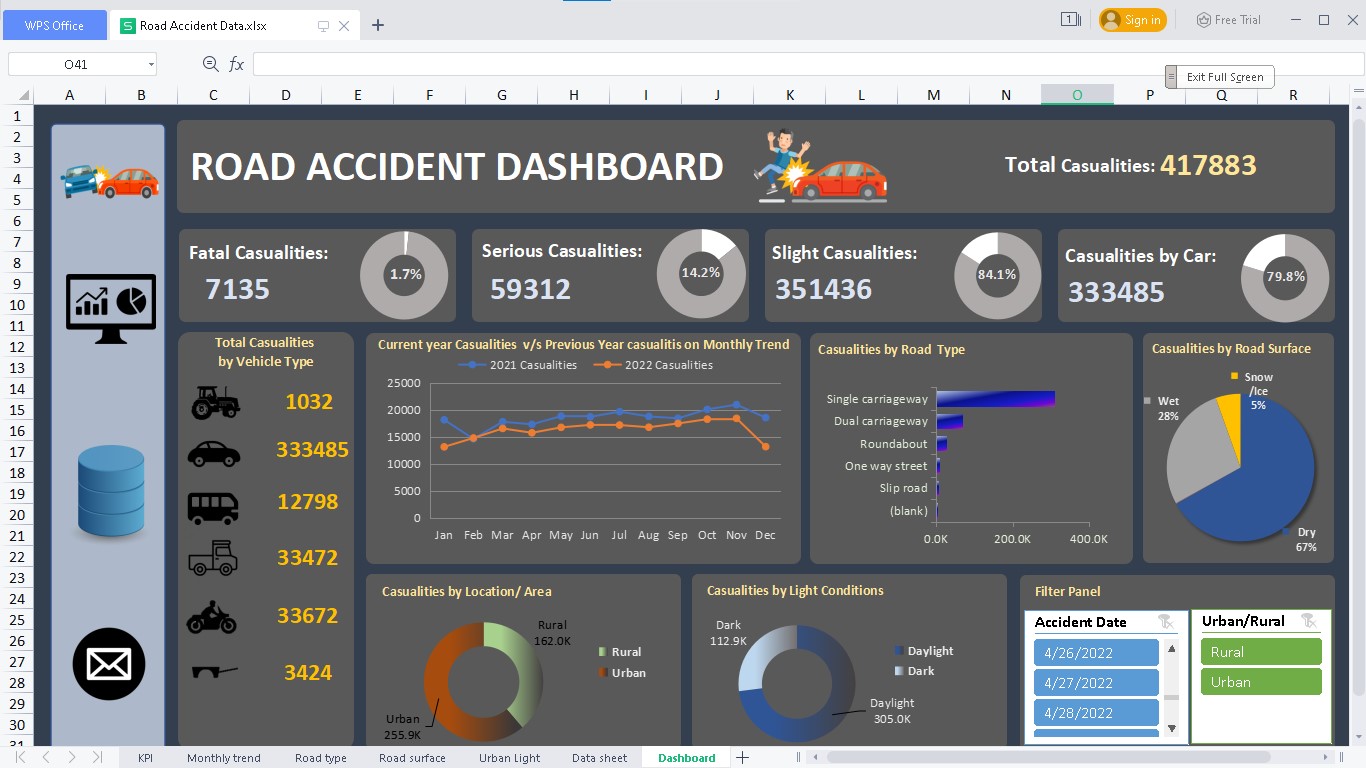 WPS Office
Road Accident Data.xlsx
1
Sign in
Free Trial
O41
fx
Exit Full Screen
A B C D E F G H I J K L M N O P Q R
1
2
3
4
5
6
7
8
9
10
11
12
13
14
15
16
17
18
19
20
21
22
23
24
25
26
27
28
29
30
31
ROAD ACCIDENT DASHBOARD
Total Casualities: 417883
Fatal Casualities:
7135
1.7%
Serious Casualities:
59312
14.2%
Slight Casualities:
351436
84.1%
Casualities by Car:
333485
79.8%
Total Casualities
by Vehicle Type
1032
333485
12798
33472
33672
3424
Current year Casualities v/s Previous Year casualitis on Monthly Trend
2021 Casualities 2022 Casualities
25000
20000
15000
10000
5000
0
Jan Feb Mar Apr May Jun Jul Aug Sep Oct Nov Dec
Casualities by Road Type
Single carriageway
Dual carriageway
Roundabout
One way street
Slip road
(blank)
0.0K 200.0K 400.0K
Casualities by Road Surface
Snow
/Ice
5%
Wet
28%
Dry
67%
Casualities by Location/ Area
Rural
162.0K
Urban
255.9K
Rural
Urban
Casualities by Light Conditions
Dark
112.9K
Daylight
305.0K
Daylight
Dark
Filter Panel
Accident Date
4/26/2022
4/27/2022
4/28/2022
Urban/Rural
Rural
Urban
KPI Monthly trend Road type Road surface Urban Light Data sheet Dashboard